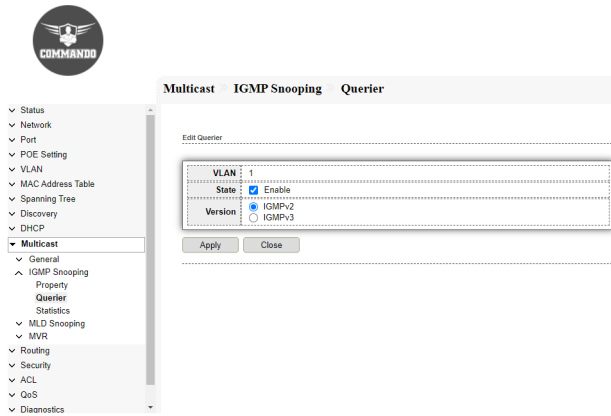 COMMANDO
Multicast IGMP Snooping Querier
Status
Network
Port
POE Setting
VLAN
MAC Address Table
Spanning Tree
Discovery
DHCP
Multicast
General
IGMP Snooping
Property
Querier
Statistics
MLD Snooping
MVR
Routing
Security
ACL
QoS
Diagnostics
Edit Querier
VLAN 1
State Enable
Version IGMPv2
IGMPv3
Apply Close